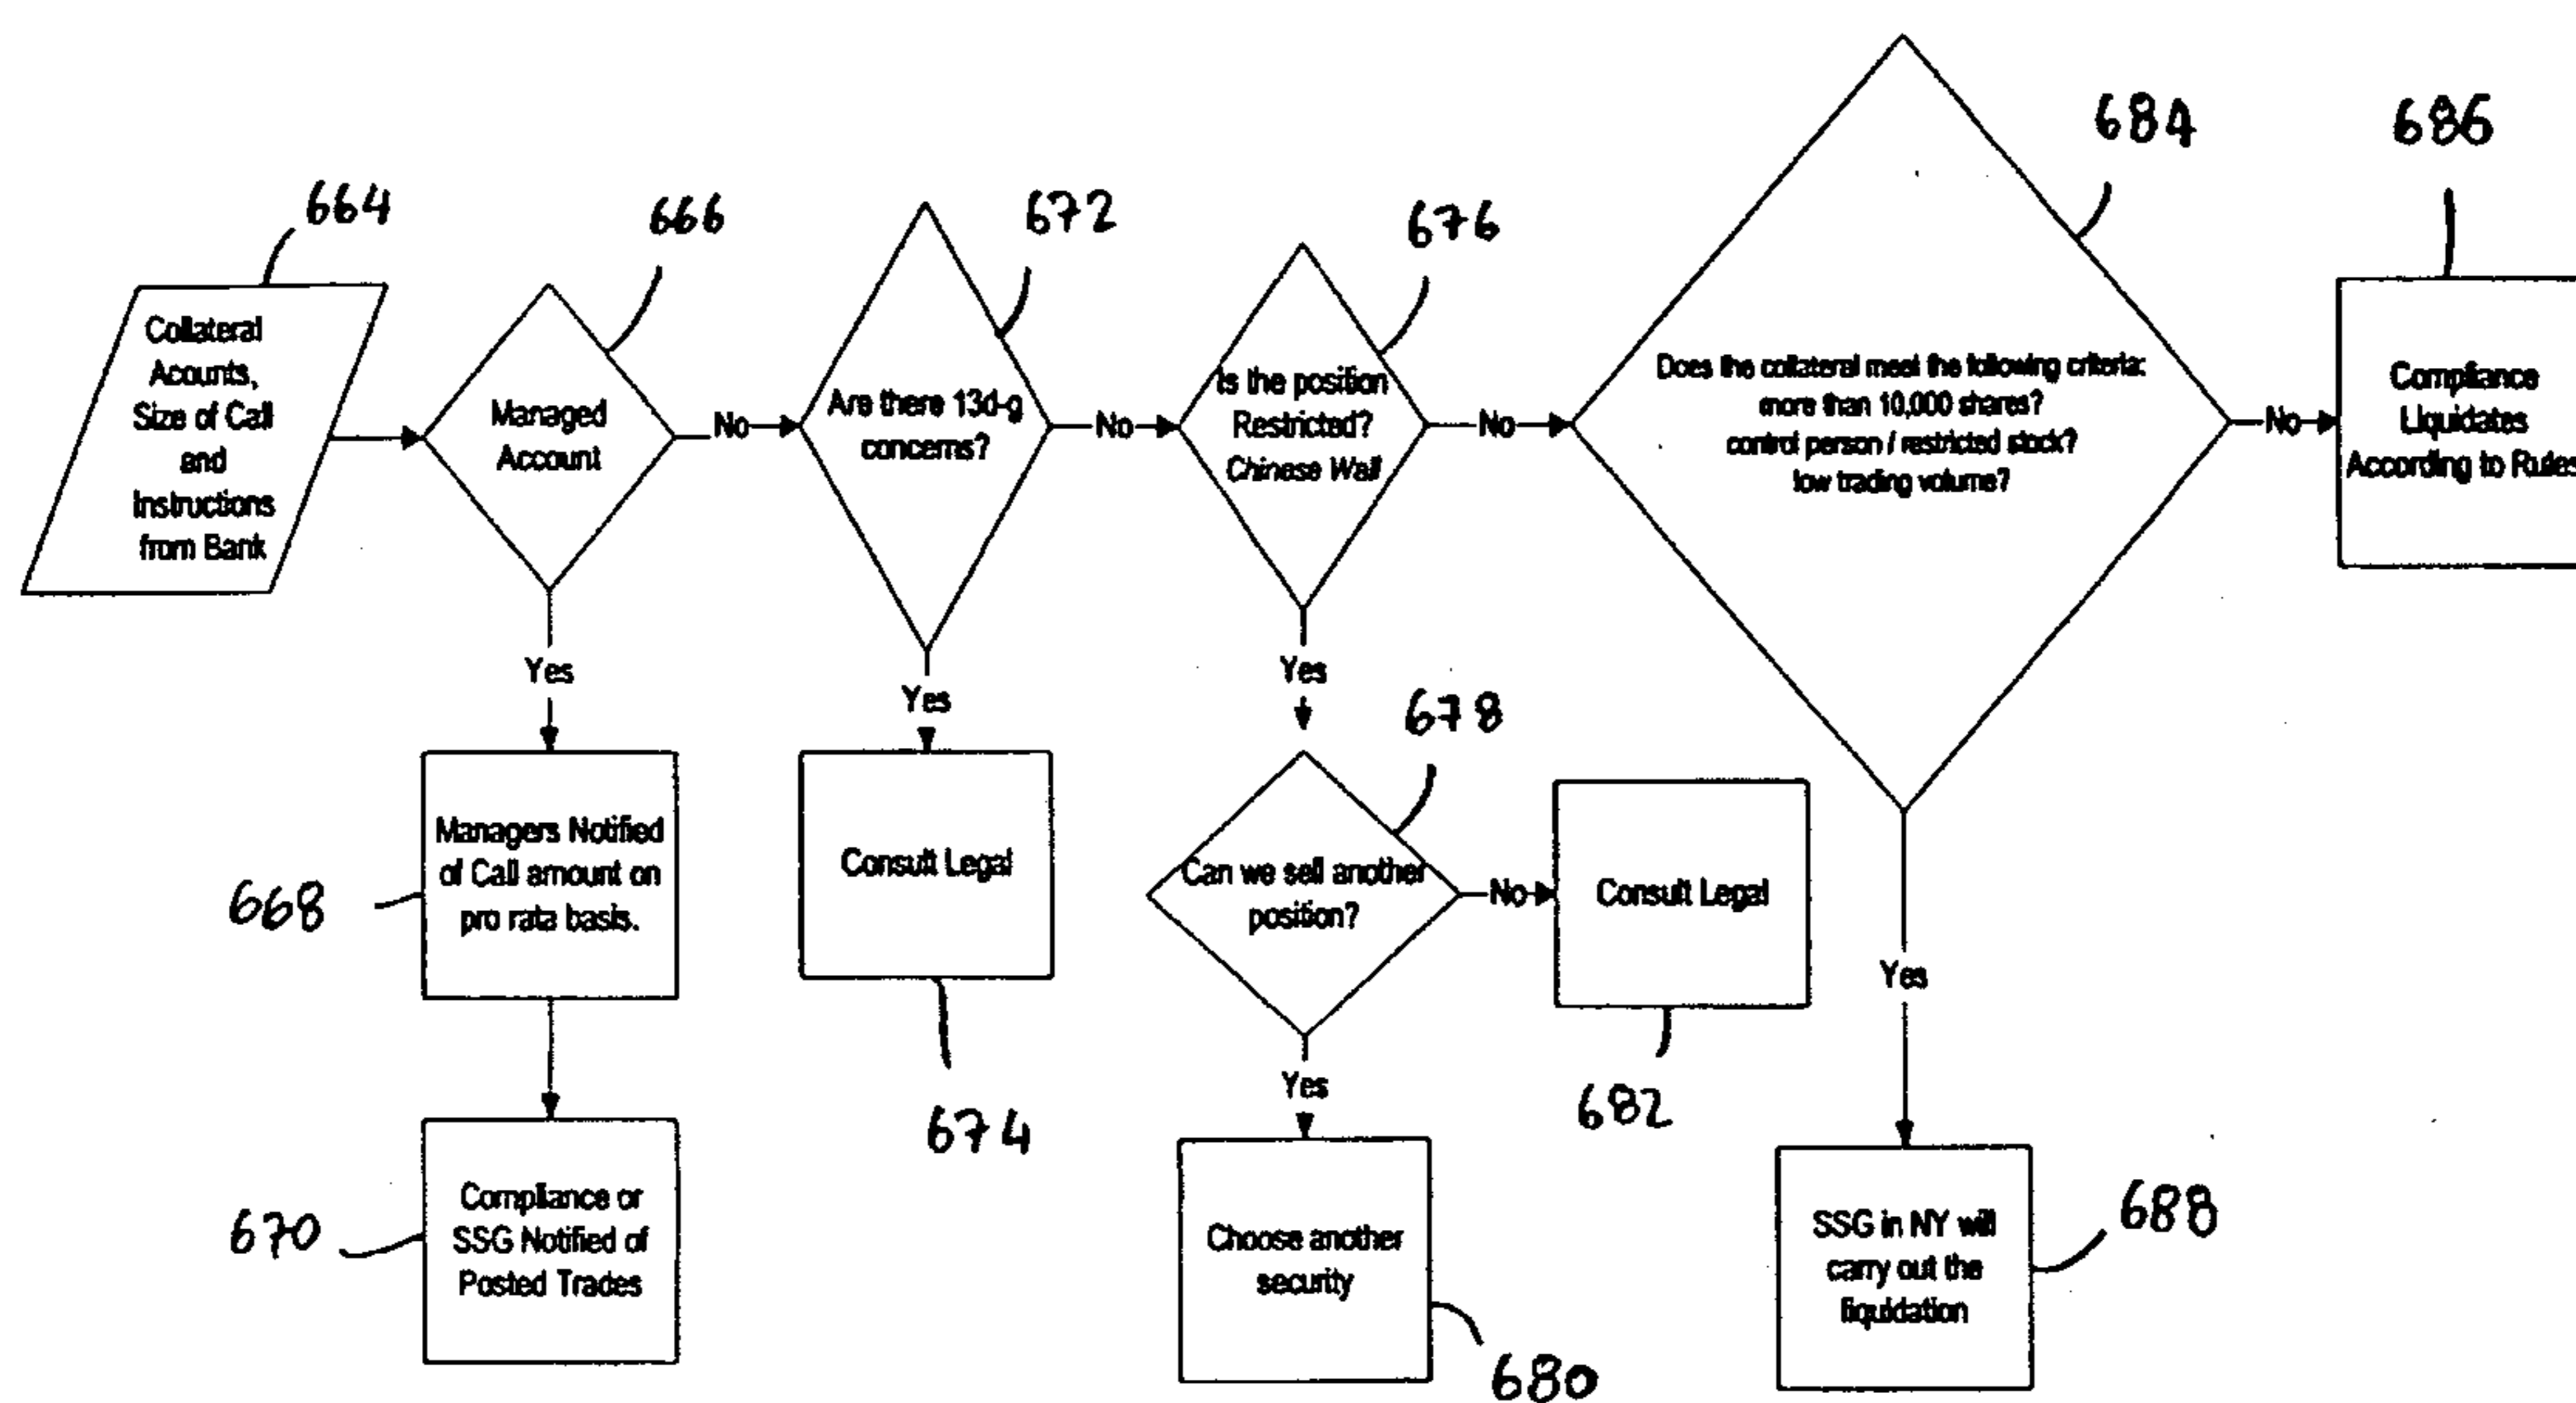 664
Collateral
Acounts,
Size of Call
and
Instructions
from Bank
666
Managed
Account
No
Yes
668
Managers Notified
of Call amount on
pro rata basis.
670
Compliance or
SSG Notified of
Posted Trades
672
Are there 13d-g
concerns?
No
Yes
Consult Legal
674
676
Is the position
Restricted?
Chinese Wall
No
Yes
678
Can we sell another
position?
No
Consult Legal
682
Yes
Choose another
security
680
684
Does the collateral meet the following criteria:
more than 10,000 shares?
control person / restricted stock?
low trading volume?
No
Yes
SSG in NY will
carry out the
liquidation
688
686
Compliance
Liquidates
According to Rules